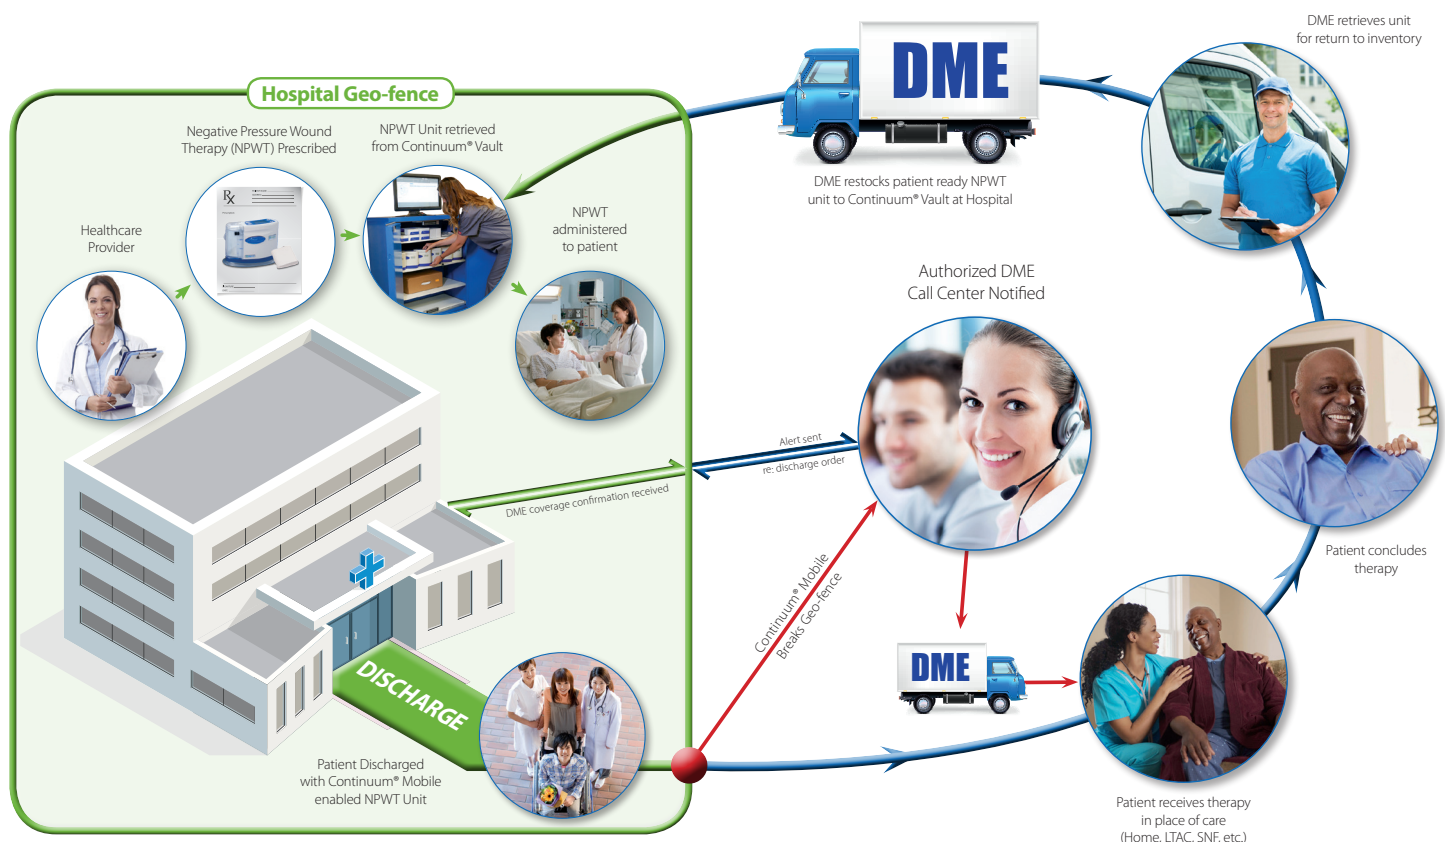 Hospital Geo-fence
Healthcare
Provider
Negative Pressure Wound
Therapy (NPWT) Prescribed
Rx
NPWT Unit retrieved
from Continuum® Vault
NPWT
administered
to patient
DME
DME restocks patient ready NPWT
unit to Continuum® Vault at Hospital
DME retrieves unit
for return to inventory
Authorized DME
Call Center Notified
Alert sent
re: discharge order
DME coverage confirmation received
Continuum® Mobile
Breaks Geo-fence
DME
Patient concludes
therapy
DISCHARGE
Patient Discharged
with Continuum® Mobile
enabled NPWT Unit
Patient receives therapy
in place of care
(Home, LTAC, SNF, etc.)